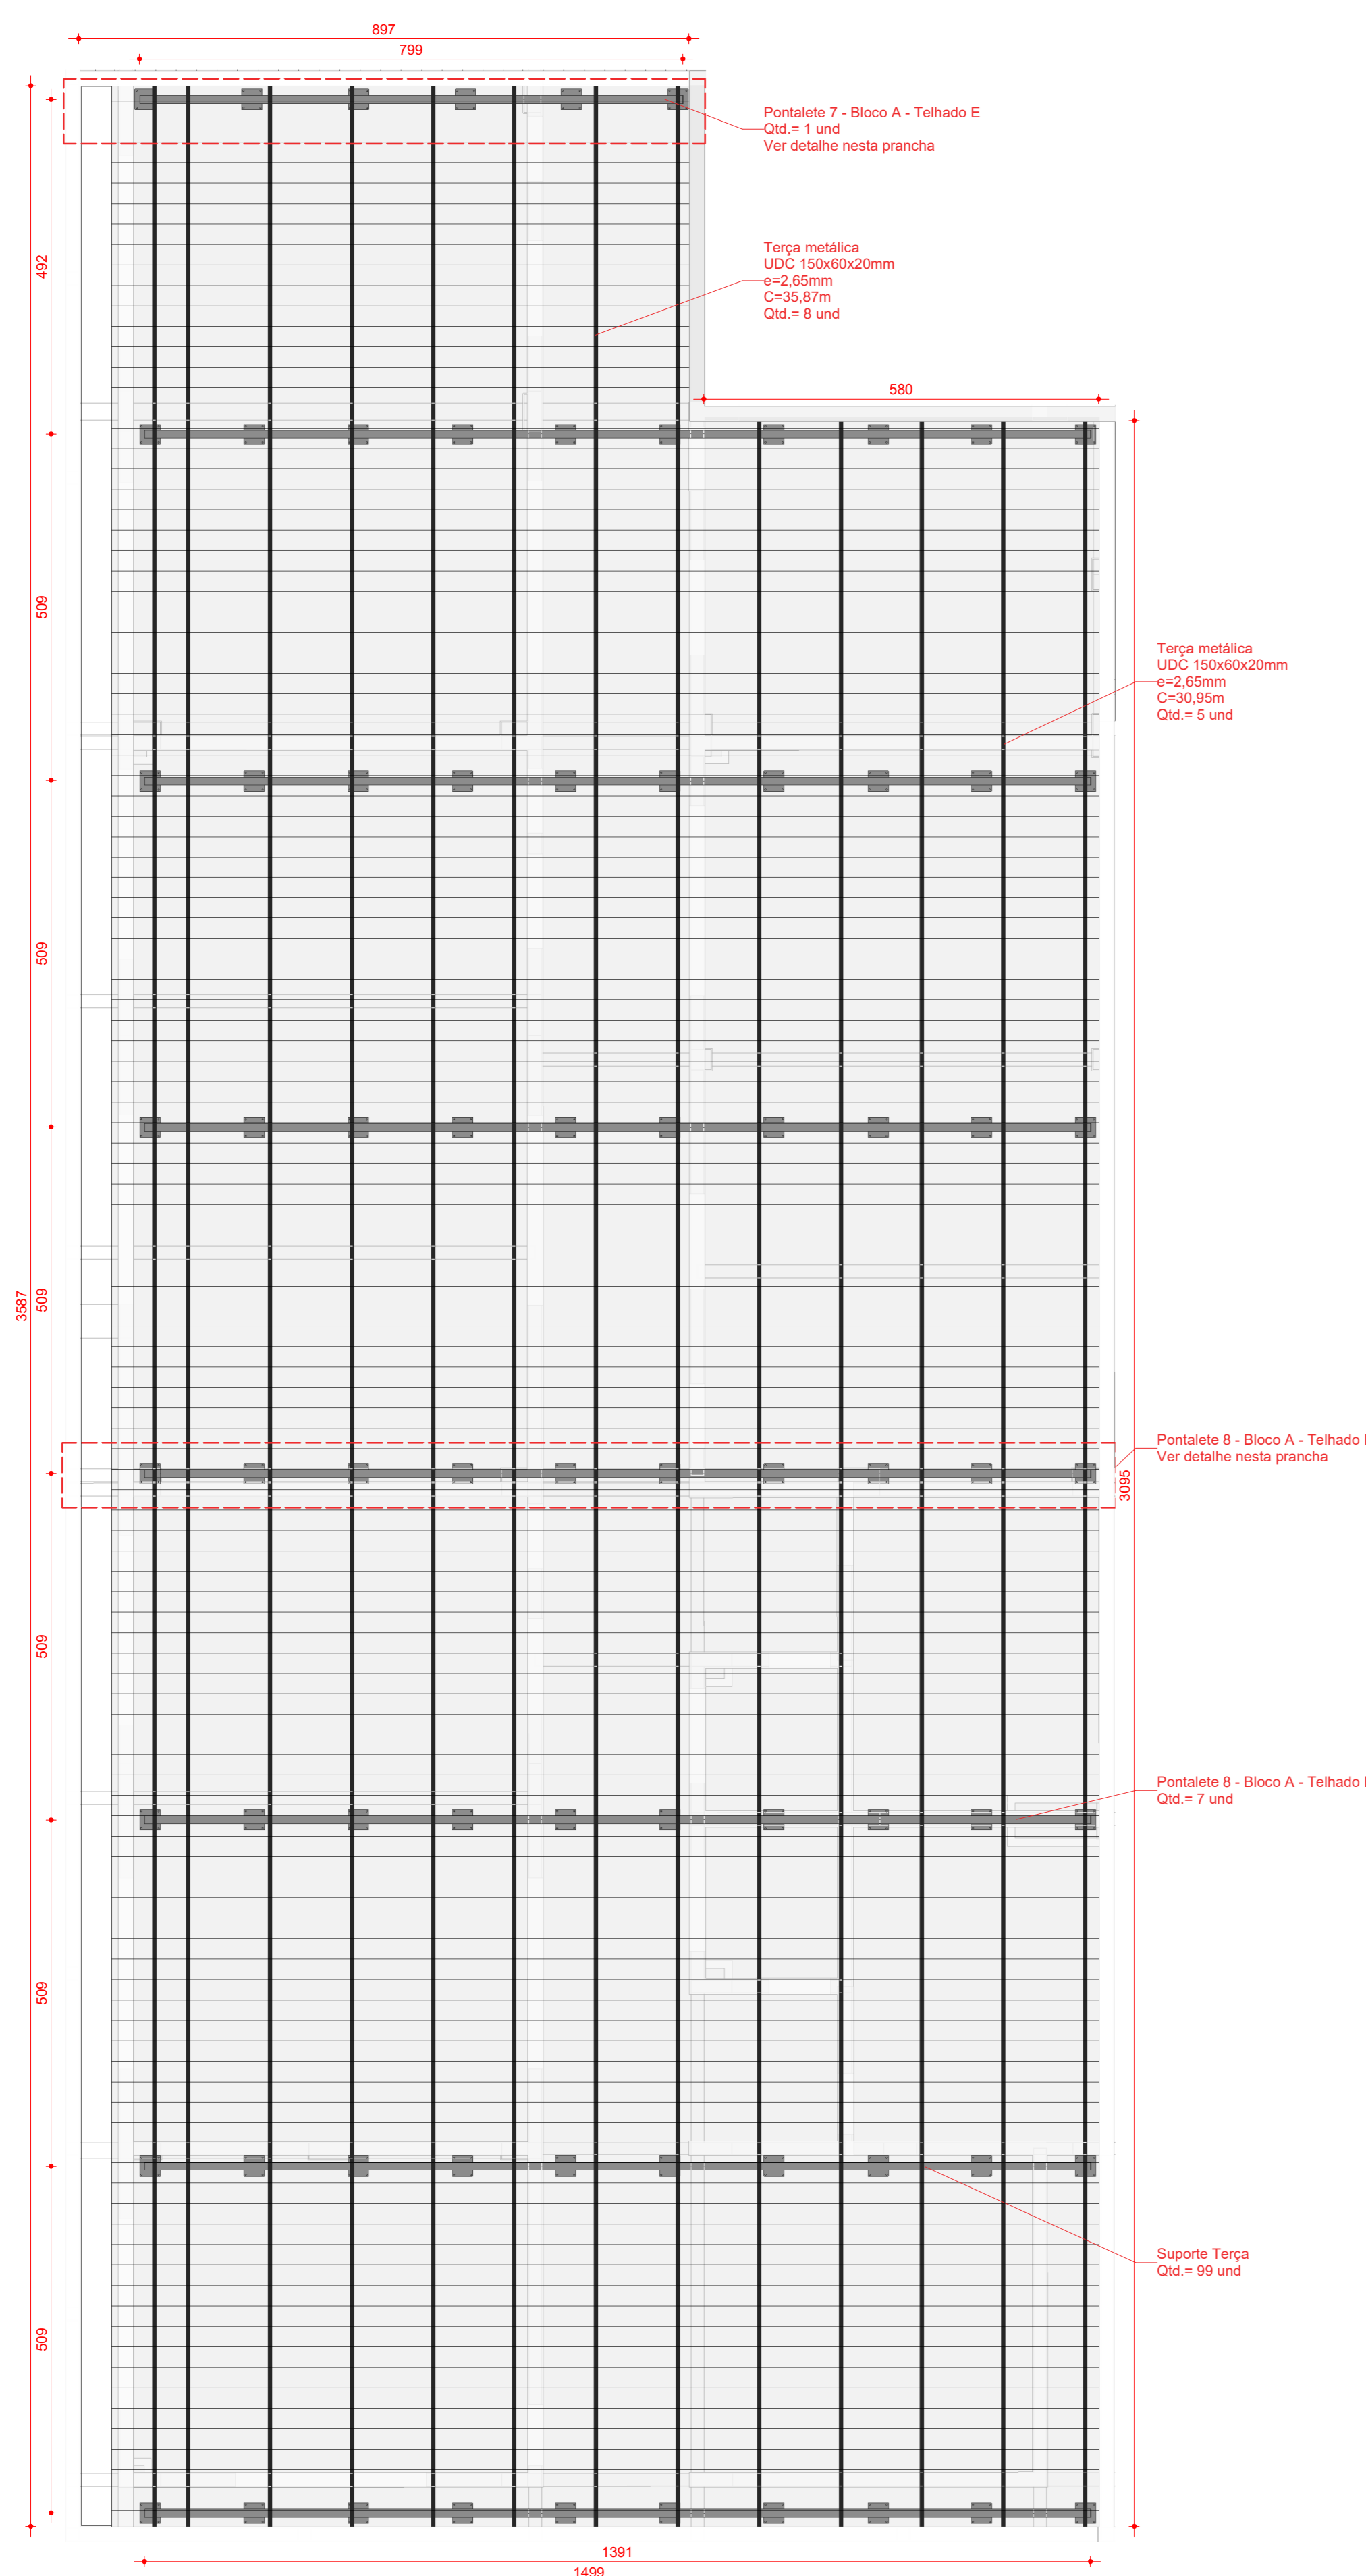 897
799
Pontalete 7 - Bloco A - Telhado E
Qtd.= 1 und
Ver detalhe nesta prancha
492
Terça metálica
UDC 150x60x20mm
e=2,65mm
C=35,87m
Qtd.= 8 und
580
509
Terça metálica
UDC 150x60x20mm
e=2,65mm
C=30,95m
Qtd.= 5 und
509
3587
509
Pontalete 8 - Bloco A - Telhado
Ver detalhe nesta prancha
3095
509
Pontalete 8 - Bloco A - Telhado
Qtd.= 7 und
509
Suporte Terça
Qtd.= 99 und
509
1391
1499